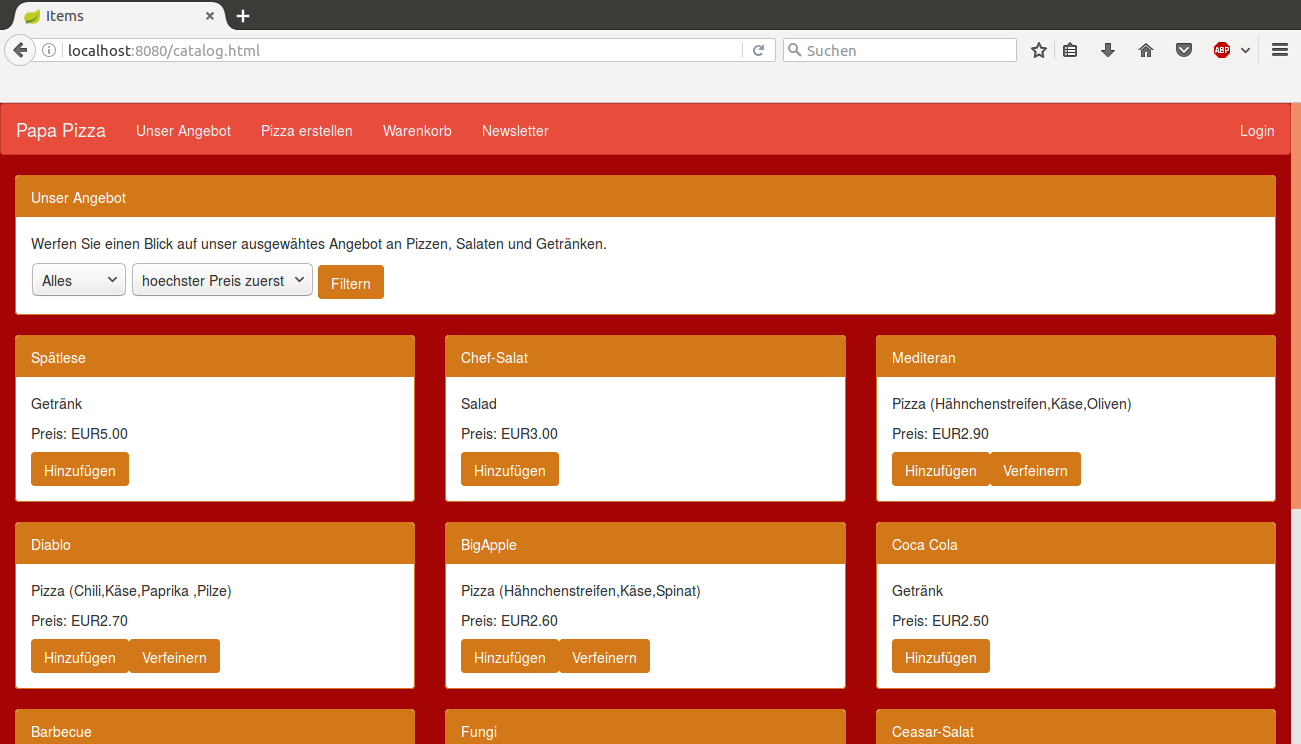 Items
localhost:8080/catalog.html
Suchen
ABP
Papa Pizza Unser Angebot Pizza erstellen Warenkorb Newsletter Login
Unser Angebot
Werfen Sie einen Blick auf unser ausgewähtes Angebot an Pizzen, Salaten und Getränken.
Alles hoechster Preis zuerst Filtern
Spätlese
Getränk
Preis: EUR5.00
Hinzufügen
Chef-Salat
Salad
Preis: EUR3.00
Hinzufügen
Mediteran
Pizza (Hähnchenstreifen,Käse,Oliven)
Preis: EUR2.90
Hinzufügen Verfeinern
Diablo
Pizza (Chili,Käse,Paprika ,Pilze)
Preis: EUR2.70
Hinzufügen Verfeinern
BigApple
Pizza (Hähnchenstreifen,Käse,Spinat)
Preis: EUR2.60
Hinzufügen Verfeinern
Coca Cola
Getränk
Preis: EUR2.50
Hinzufügen
Barbecue
Fungi
Ceasar-Salat